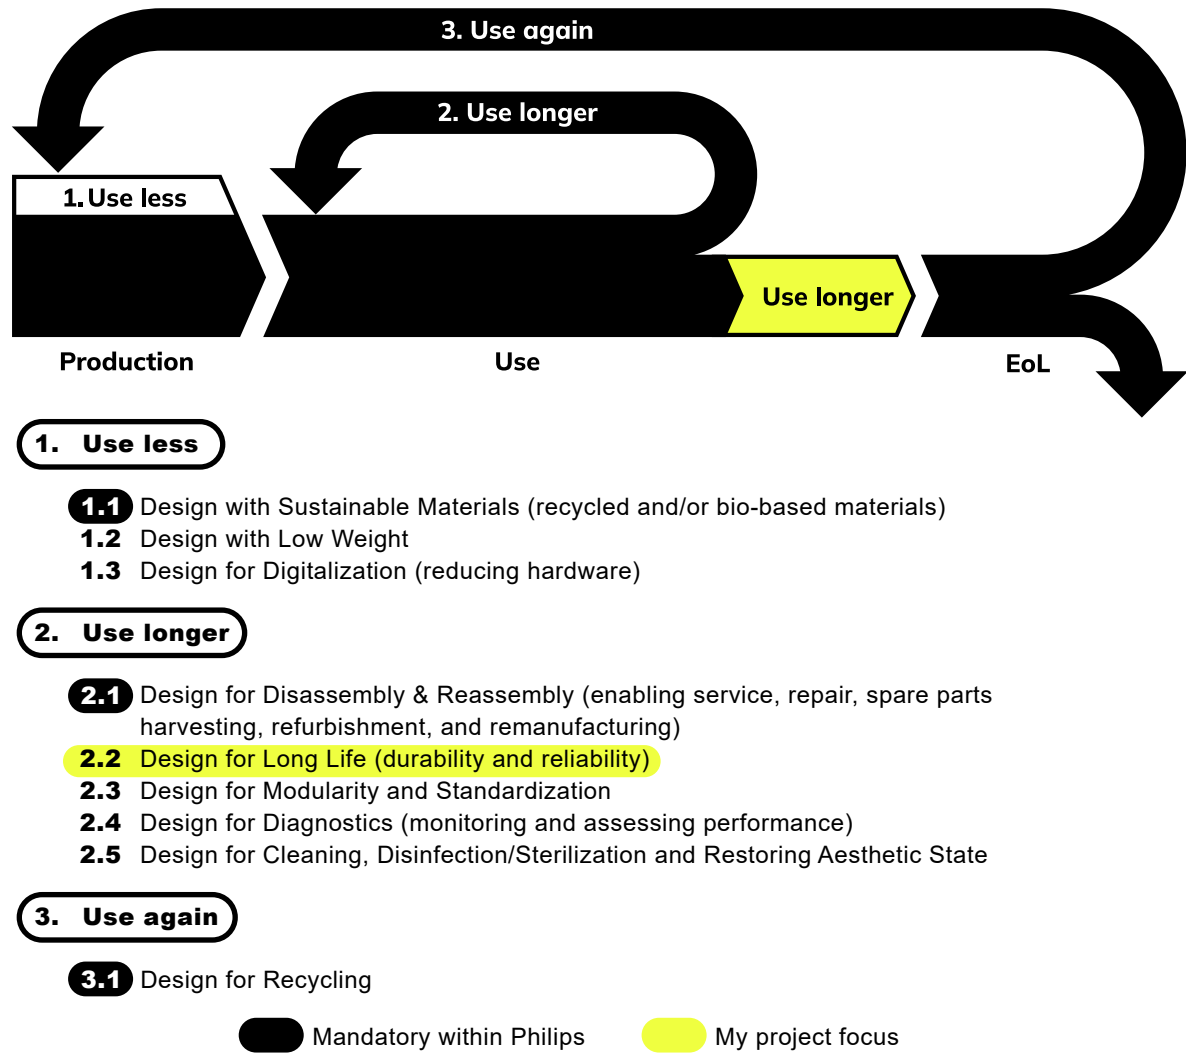 3. Use again
2. Use longer
1. Use less
Use longer
Production
Use
EoL
1. Use less
1.1 Design with Sustainable Materials (recycled and/or bio-based materials)
1.2 Design with Low Weight
1.3 Design for Digitalization (reducing hardware)
2. Use longer
2.1 Design for Disassembly & Reassembly (enabling service, repair, spare parts
harvesting, refurbishment, and remanufacturing)
2.2 Design for Long Life (durability and reliability)
2.3 Design for Modularity and Standardization
2.4 Design for Diagnostics (monitoring and assessing performance)
2.5 Design for Cleaning, Disinfection/Sterilization and Restoring Aesthetic State
3. Use again
3.1 Design for Recycling
Mandatory within Philips
My project focus